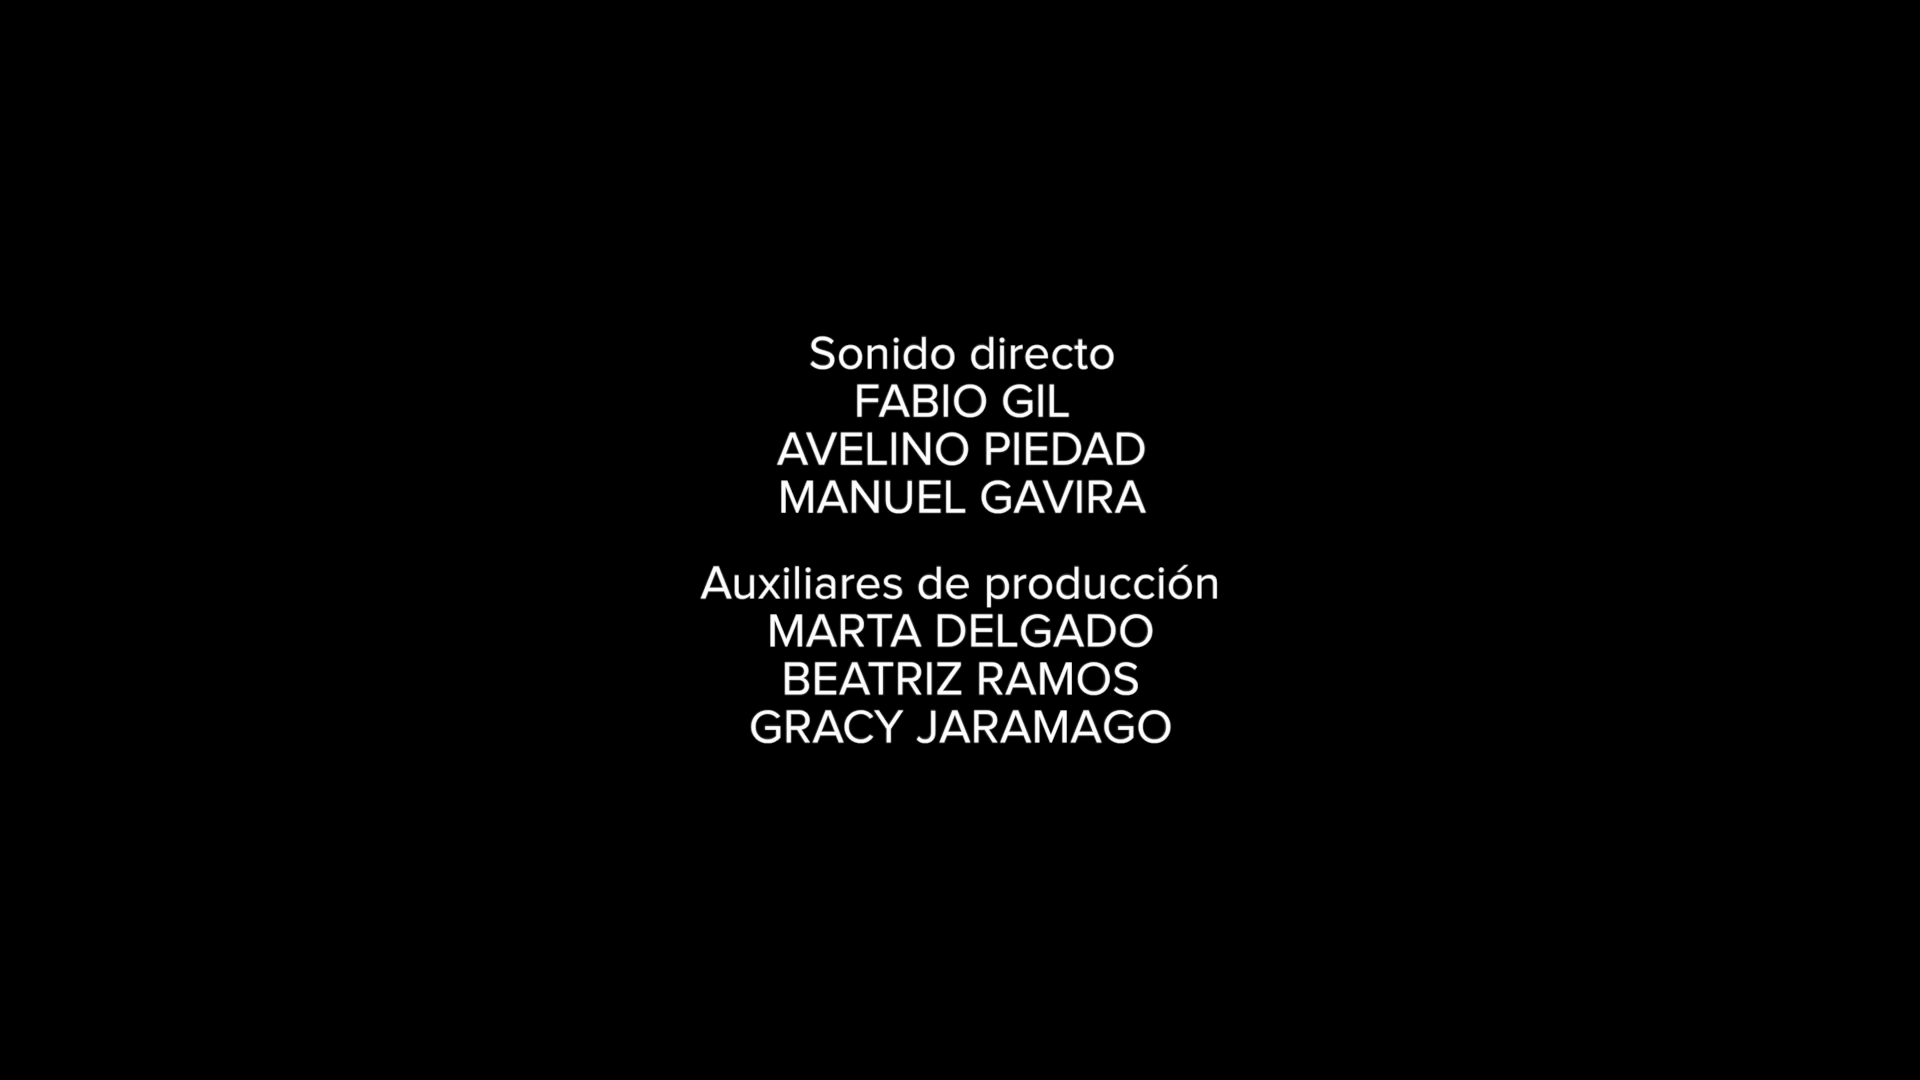 Sonido directo
FABIO GIL
AVELINO PIEDAD
MANUEL GAVIRA
Auxiliares de producción
MARTA DELGADO
BEATRIZ RAMOS
GRACY JARAMAGO